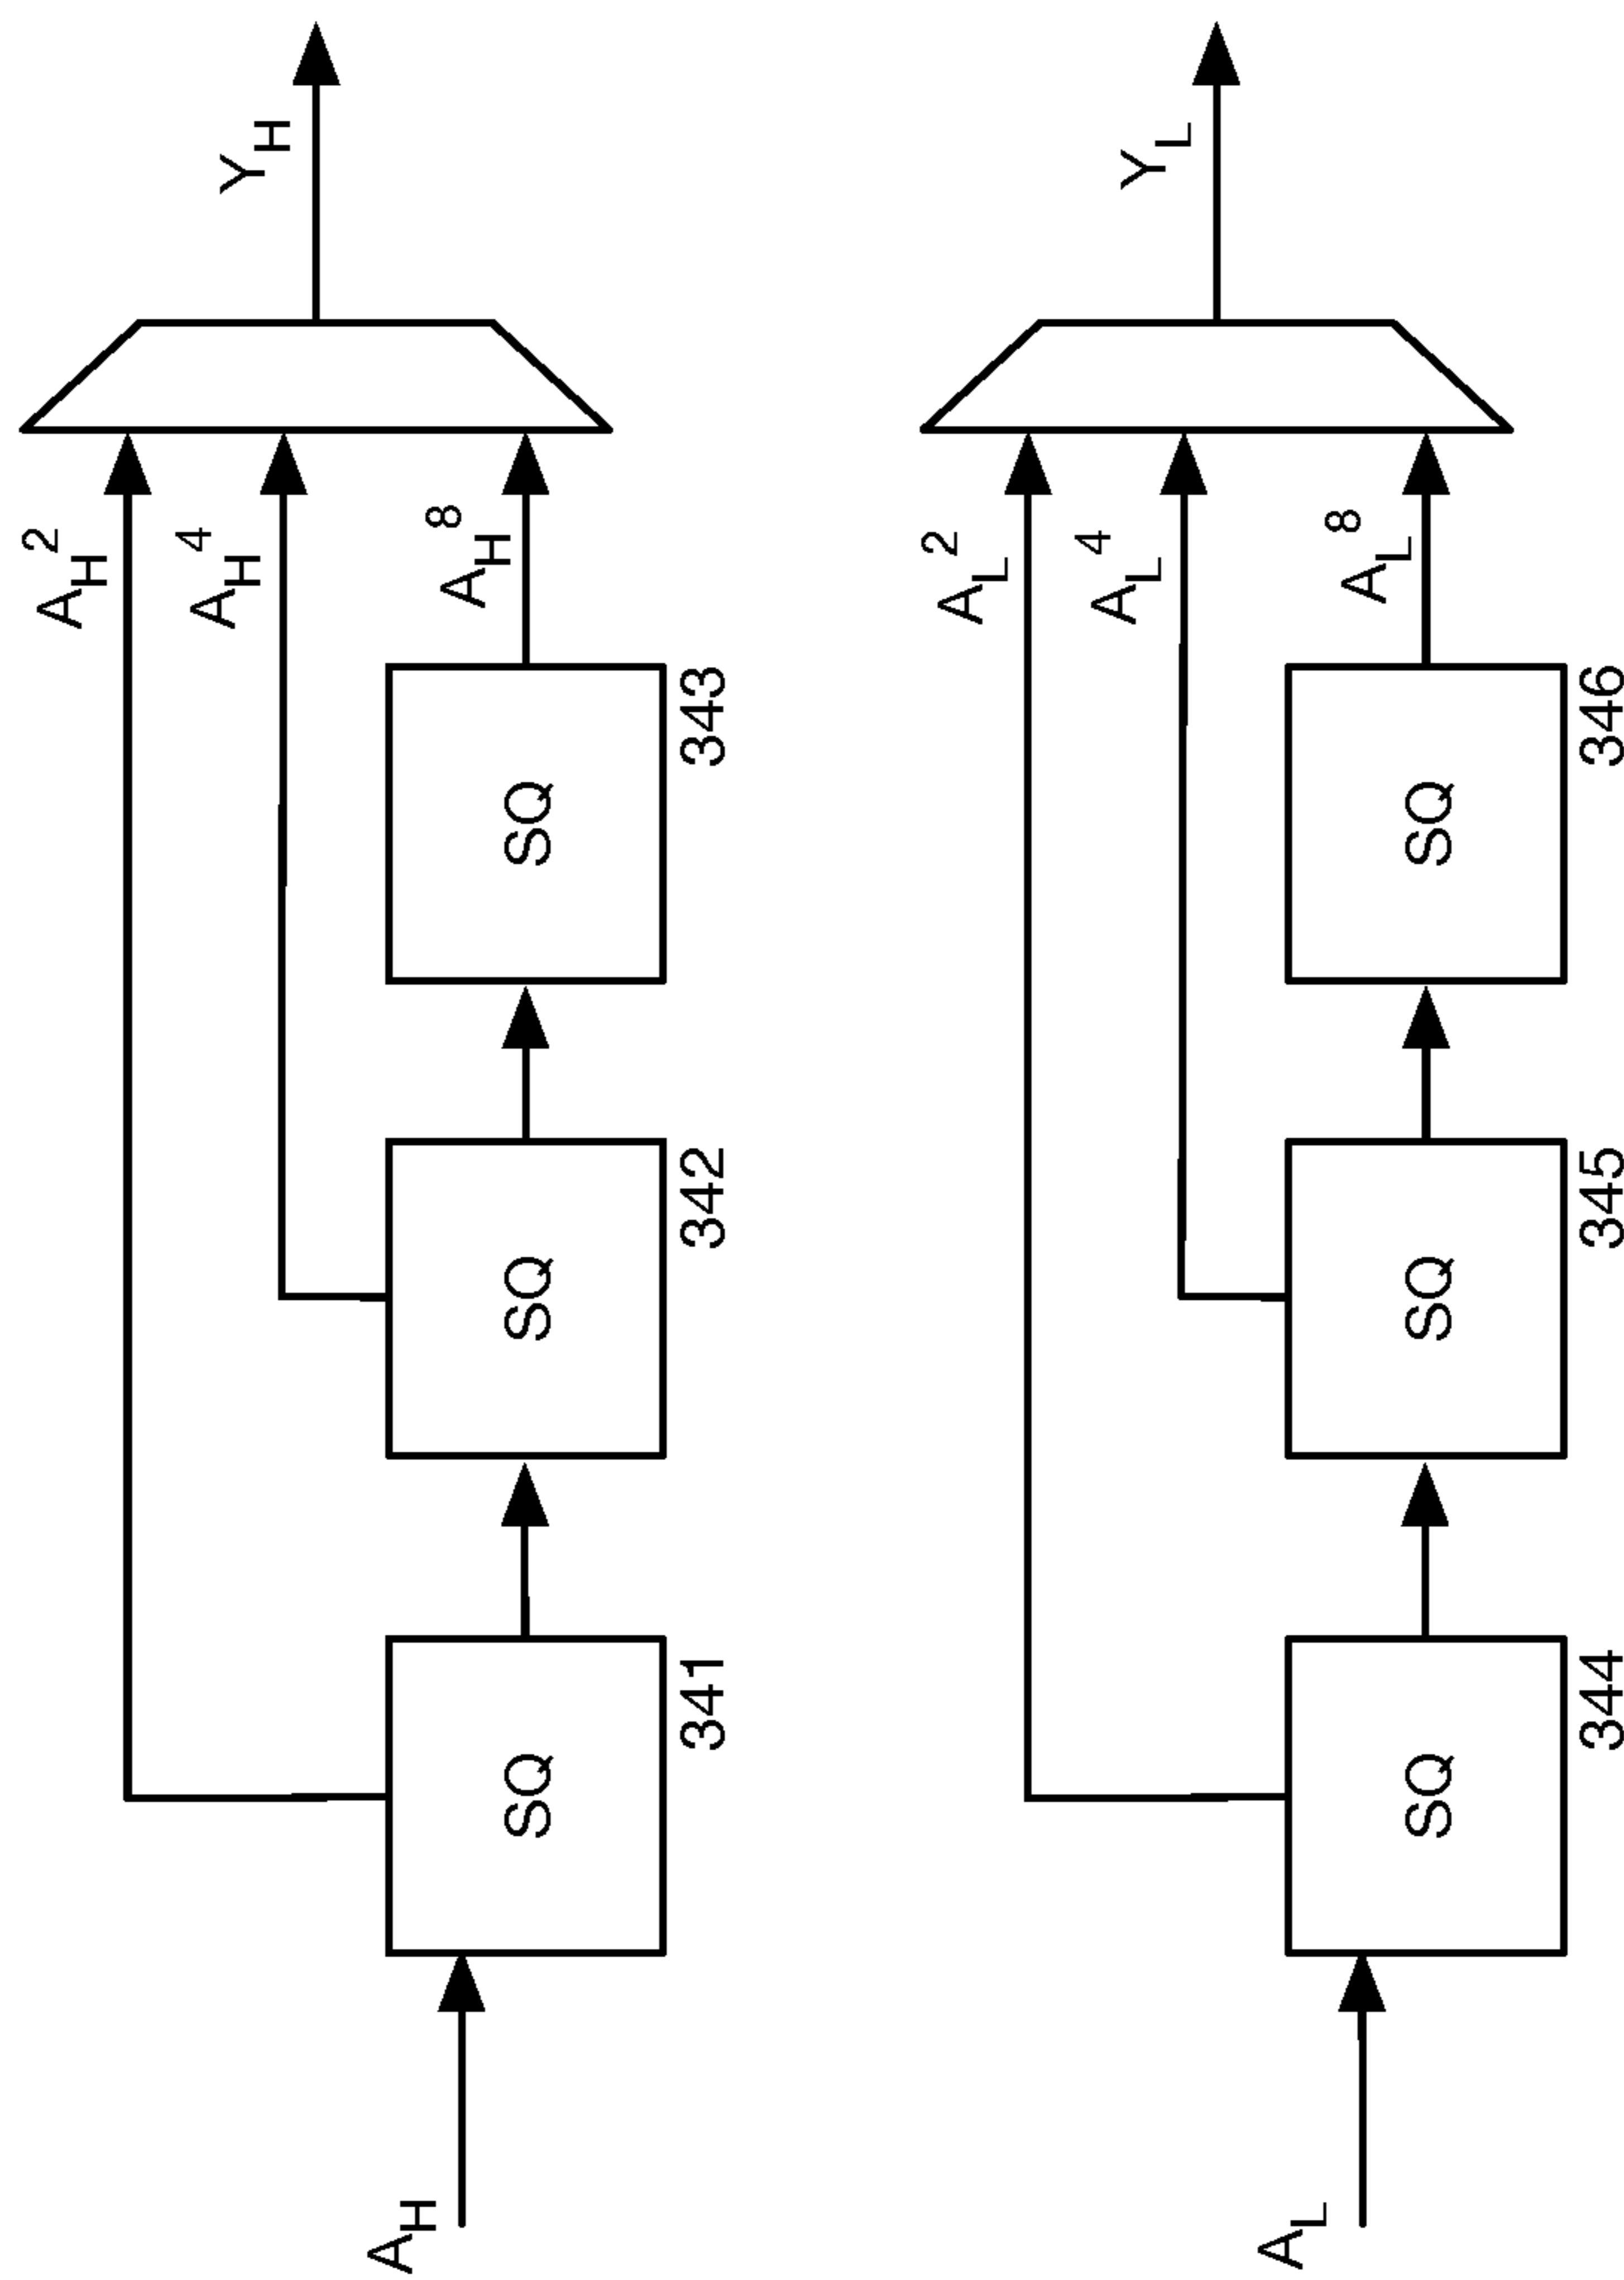 A_H
SQ
341
SQ
342
SQ
343
A_H^2
A_H^4
A_H^8
Y_H
A_L
SQ
344
SQ
345
SQ
346
A_L^2
A_L^4
A_L^8
Y_L